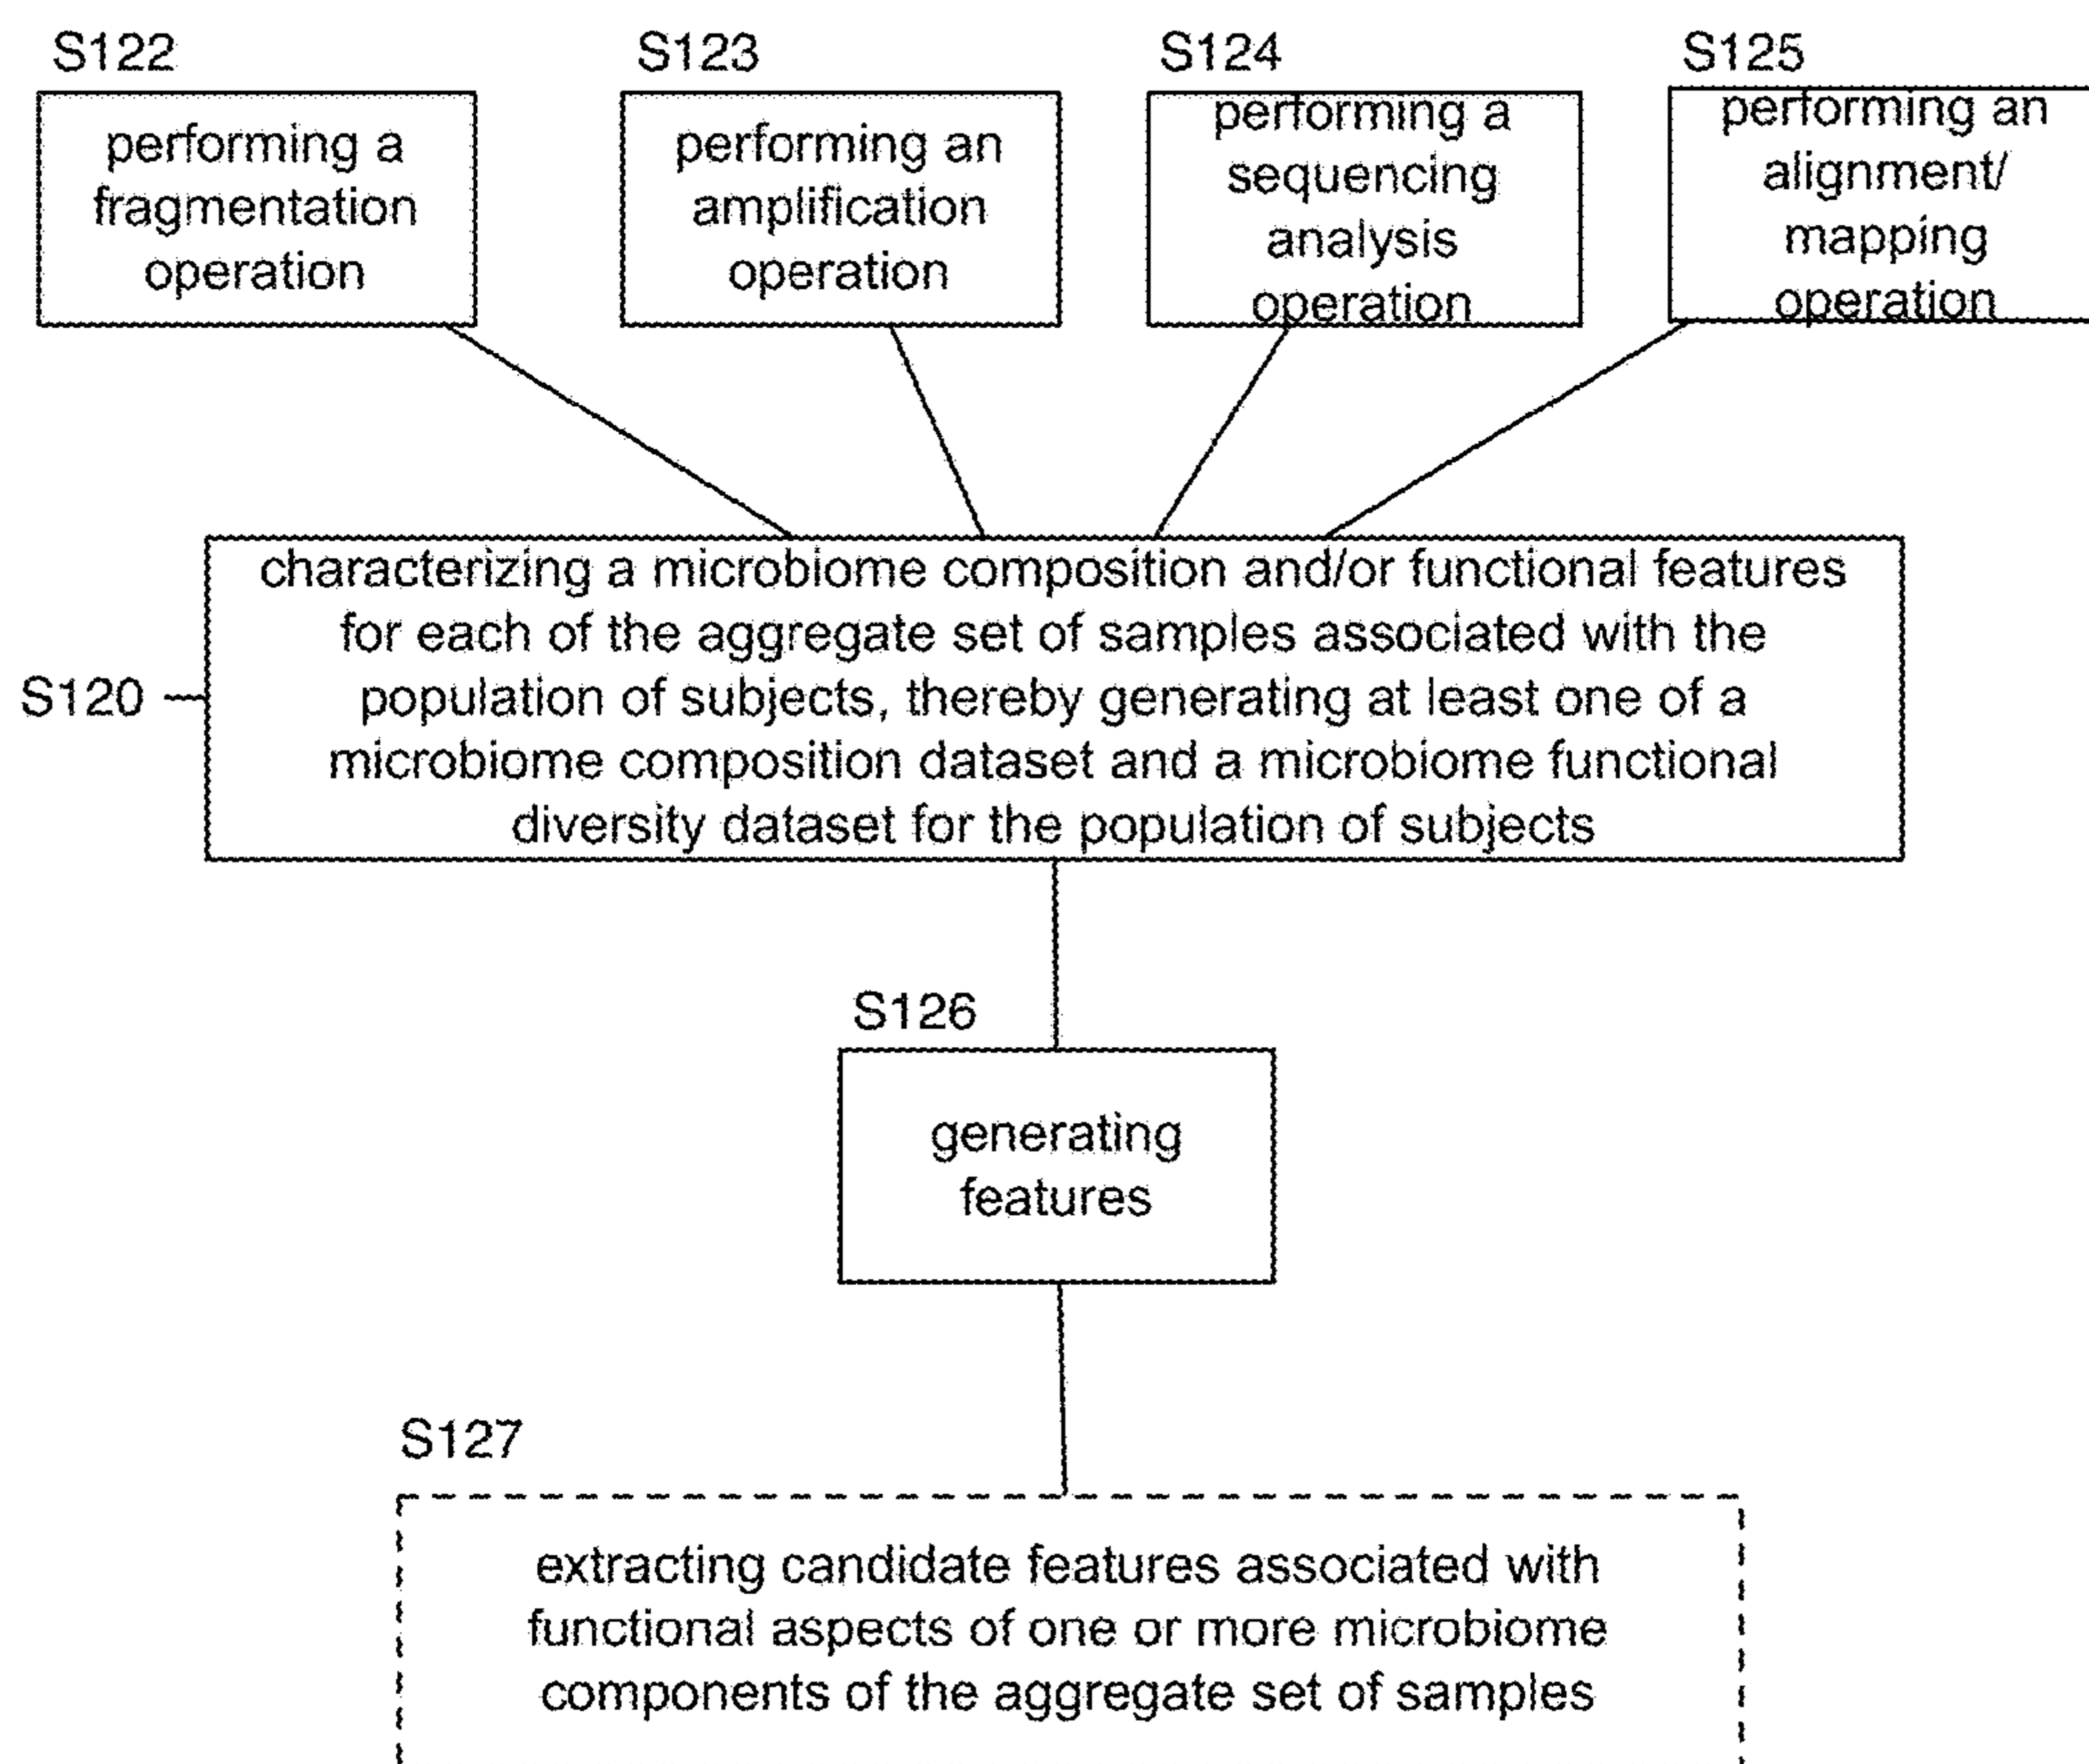 S122
performing a
fragmentation
operation
S123
performing an
amplification
operation
S124
performing a
sequencing
analysis
operation
S125
performing an
alignment/
mapping
operation
S120
characterizing a microbiome composition and/or functional features
for each of the aggregate set of samples associated with the
population of subjects, thereby generating at least one of a
microbiome composition dataset and a microbiome functional
diversity dataset for the population of subjects
S126
generating
features
S127
extracting candidate features associated with
functional aspects of one or more microbiome
components of the aggregate set of samples